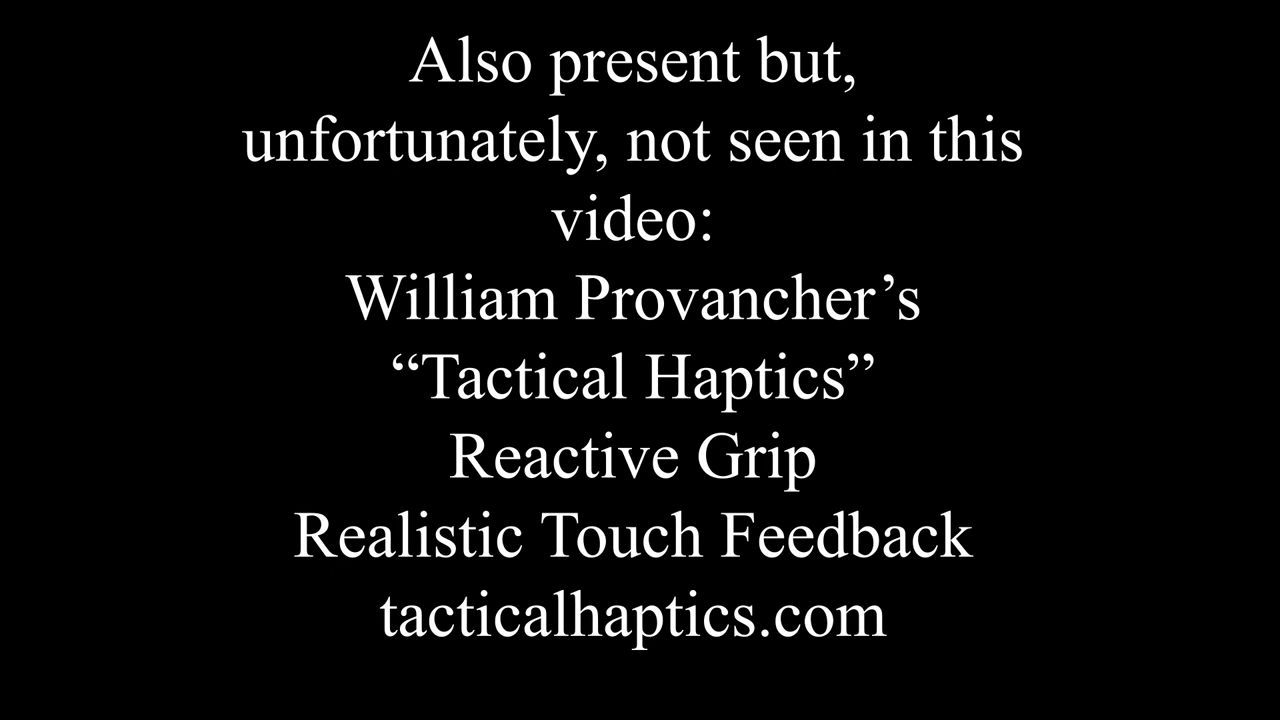 Also present but,
unfortunately, not seen in this
video:
William Provancher’s
“Tactical Haptics”
Reactive Grip
Realistic Touch Feedback
tacticalhaptics.com